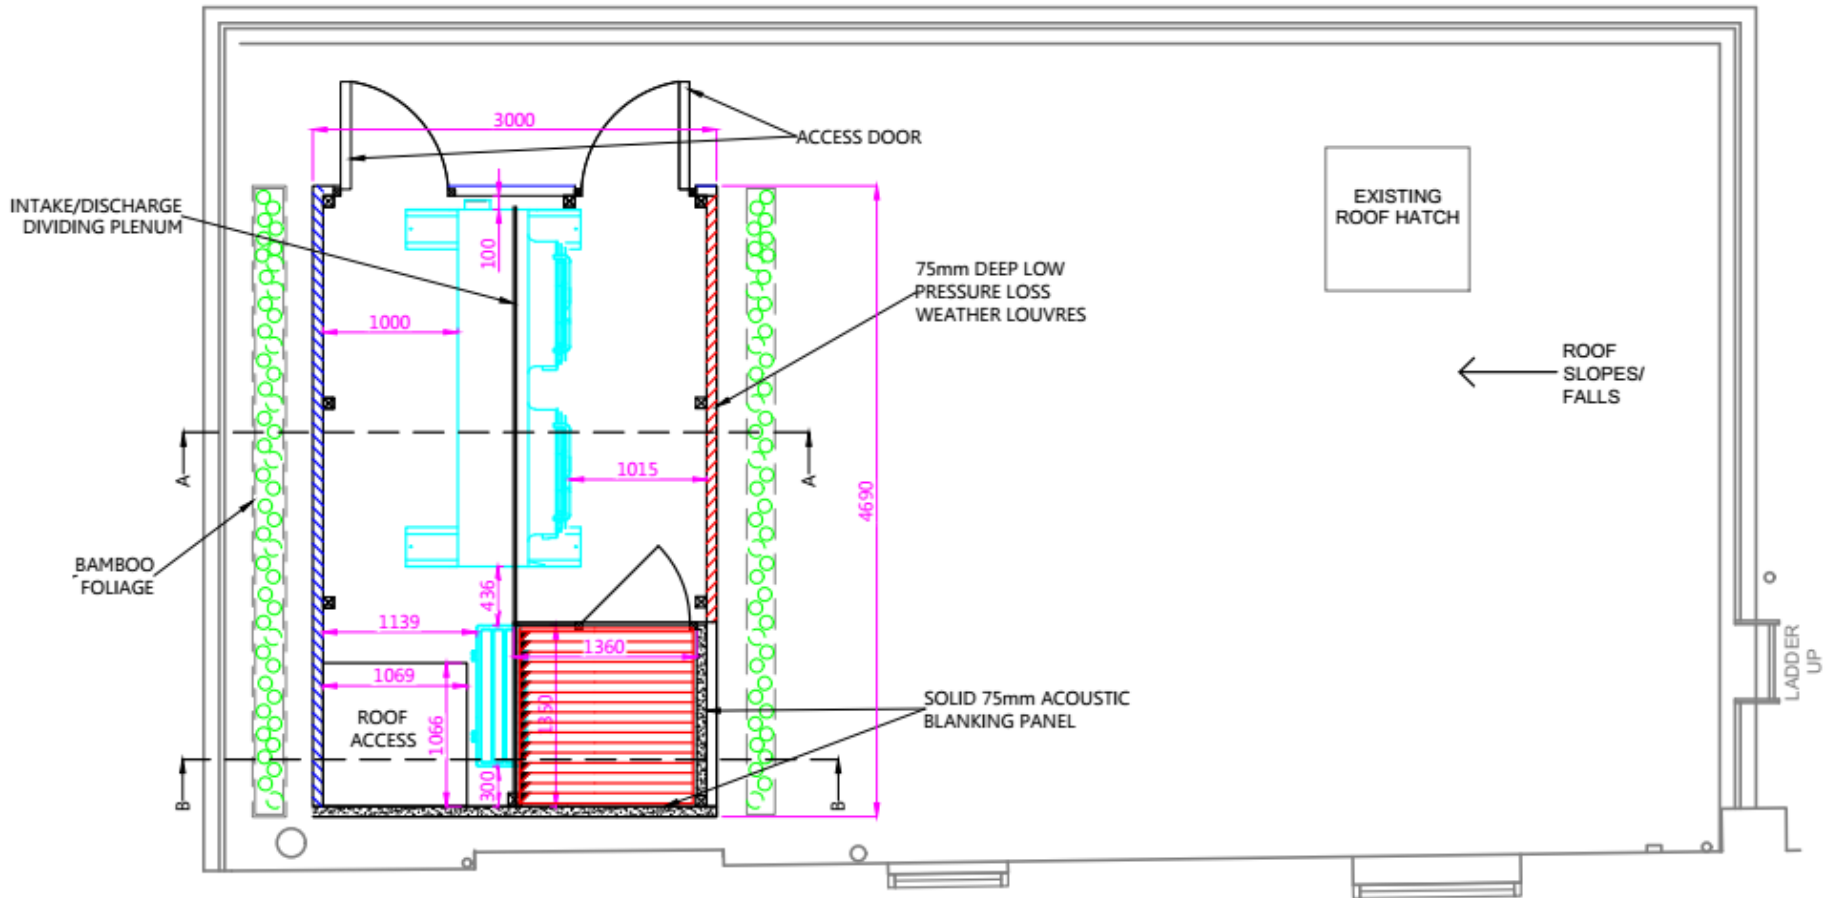 3000
ACCESS DOOR
INTAKE/DISCHARGE
DIVIDING PLENUM
100
EXISTING
ROOF HATCH
75mm DEEP LOW
PRESSURE LOSS
WEATHER LOUVRES
1000
ROOF
SLOPES/
FALLS
A
A
1015
4690
BAMBOO
FOLIAGE
436
1139
1360
1069
ROOF
ACCESS
1066
1350
SOLID 75mm ACOUSTIC
BLANKING PANEL
LADDER
UP
300
B
B